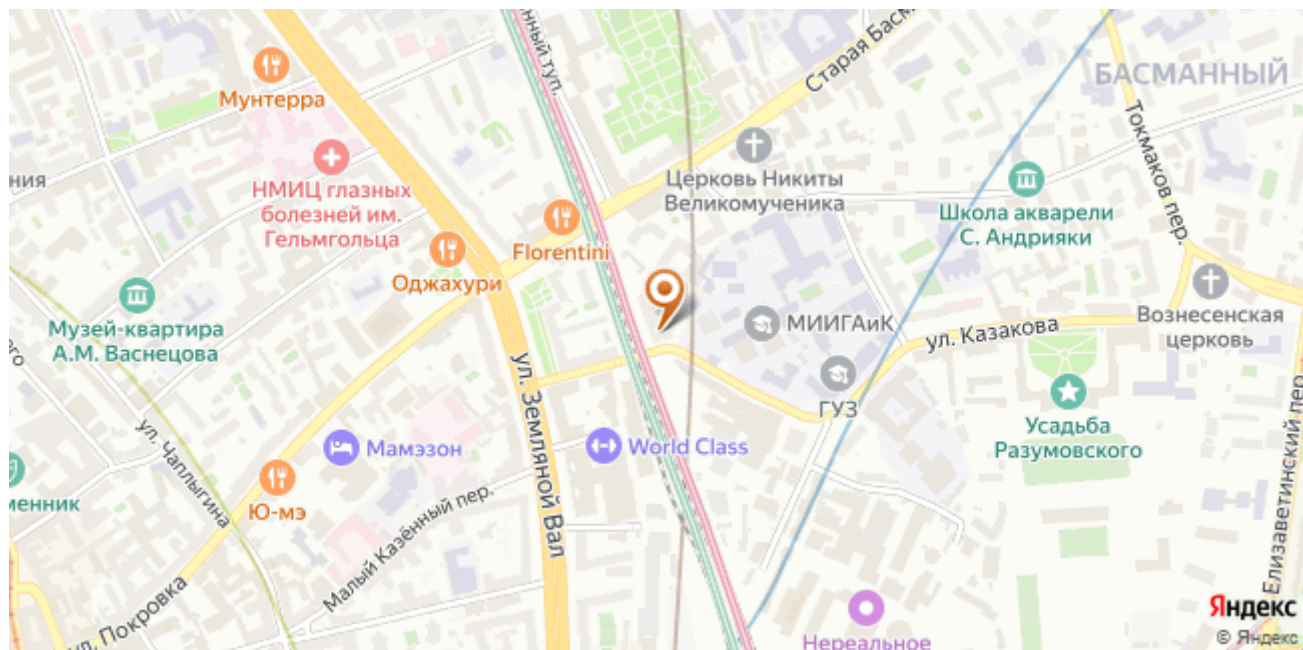 нный туп.
Старая Басм
БАСМАННЫЙ
Мунтерра
Токмаков пер.
НМИЦ глазных
болезней им.
Гельмгольца
ния
Церковь Никиты
Великомученика
Школа акварели
С. Андрияки
Florentini
Оджахури
Музей-квартира
А.М. Васнецова
МИИГАиК
ул. Казакова
Вознесенская
церковь
его
ул. Земляной Вал
ГУЗ
Усадьба
Разумовского
Елизаветинский пер.
ул. Чаплыгина
Мамэзон
World Class
менник
Ю-мэ
Малый Казённый пер.
ул. Покровка
Нереальное
Яндекс
© Яндекс